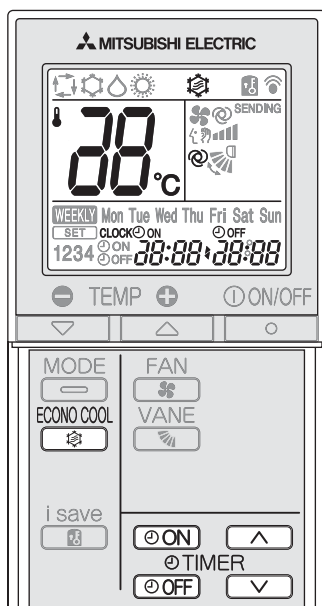 MITSUBISHI ELECTRIC
SENDING
88°C
WEEKLY Mon Tue Wed Thu Fri Sat Sun
SET CLOCK ON OFF
1234 ON OFF 88:88 88:88
TEMP ON/OFF
MODE FAN
ECONO COOL VANE
i save
ON
TIMER
OFF